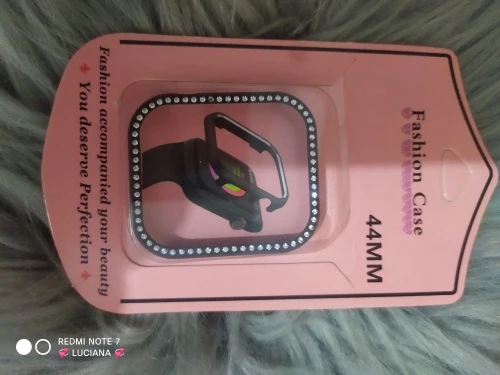 Fashion Case
44MM
Fashion accompanied your beauty
You deserve Perfection
REDMI NOTE 7
💞 LUCIANA 💞